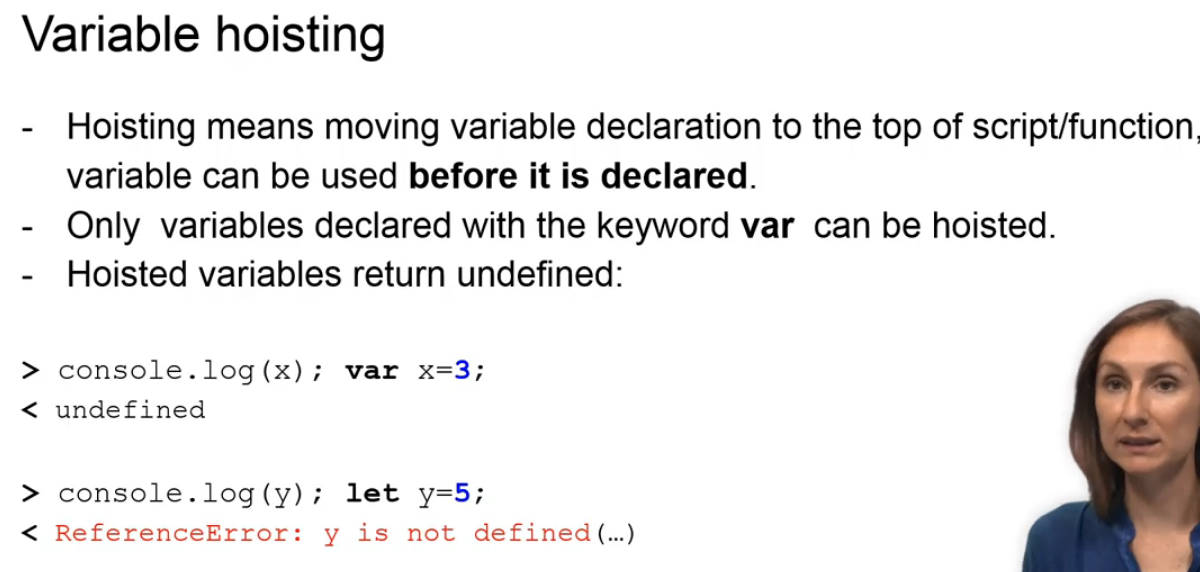 Variable hoisting
- Hoisting means moving variable declaration to the top of script/function,
variable can be used before it is declared.
- Only variables declared with the keyword var can be hoisted.
- Hoisted variables return undefined:
> console.log(x); var x=3;
< undefined
> console.log(y); let y=5;
< ReferenceError: y is not defined(…)